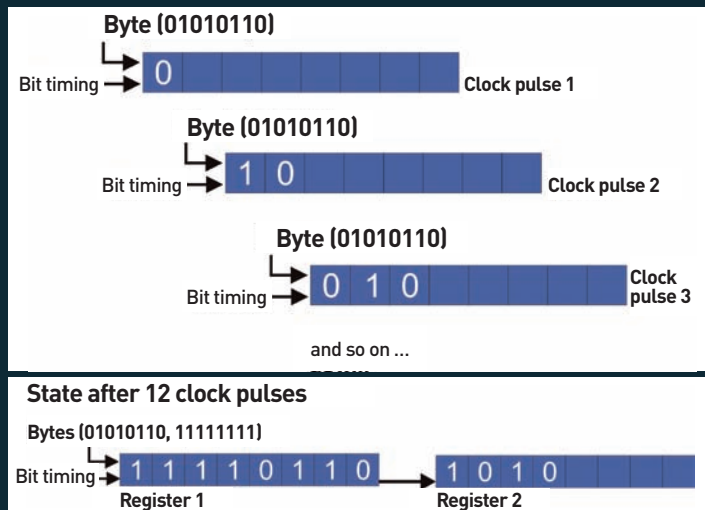 Byte (01010110)
Bit timing
0
Clock pulse 1
Byte (01010110)
Bit timing
1 0
Clock pulse 2
Byte (01010110)
Bit timing
0 1 0
Clock
pulse 3
and so on ...
State after 12 clock pulses
Bytes (01010110, 11111111)
Bit timing
1 1 1 1 0 1 1 0
1 0 1 0
Register 1
Register 2